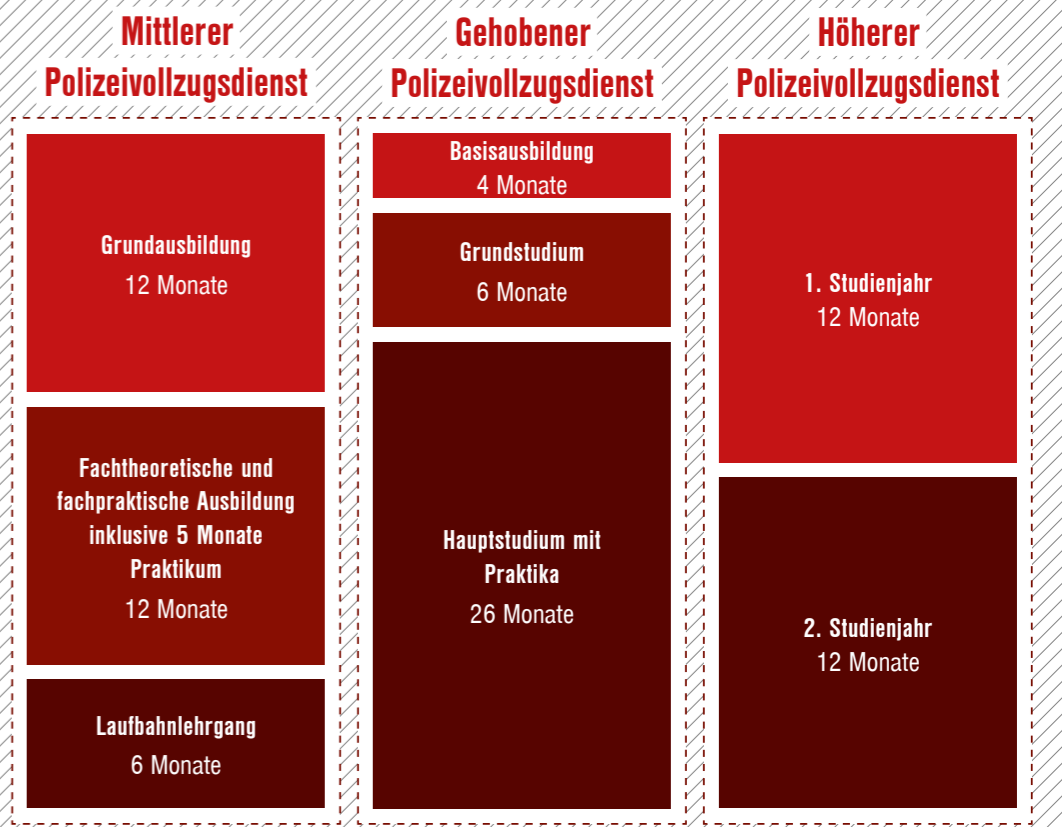 Mittlerer
Polizeivollzugsdienst
Grundausbildung
12 Monate
Fachtheoretische und
fachpraktische Ausbildung
inklusive 5 Monate
Praktikum
12 Monate
Laufbahnlehrgang
6 Monate
Gehobener
Polizeivollzugsdienst
Basisausbildung
4 Monate
Grundstudium
6 Monate
Hauptstudium mit
Praktika
26 Monate
Höherer
Polizeivollzugsdienst
1. Studienjahr
12 Monate
2. Studienjahr
12 Monate